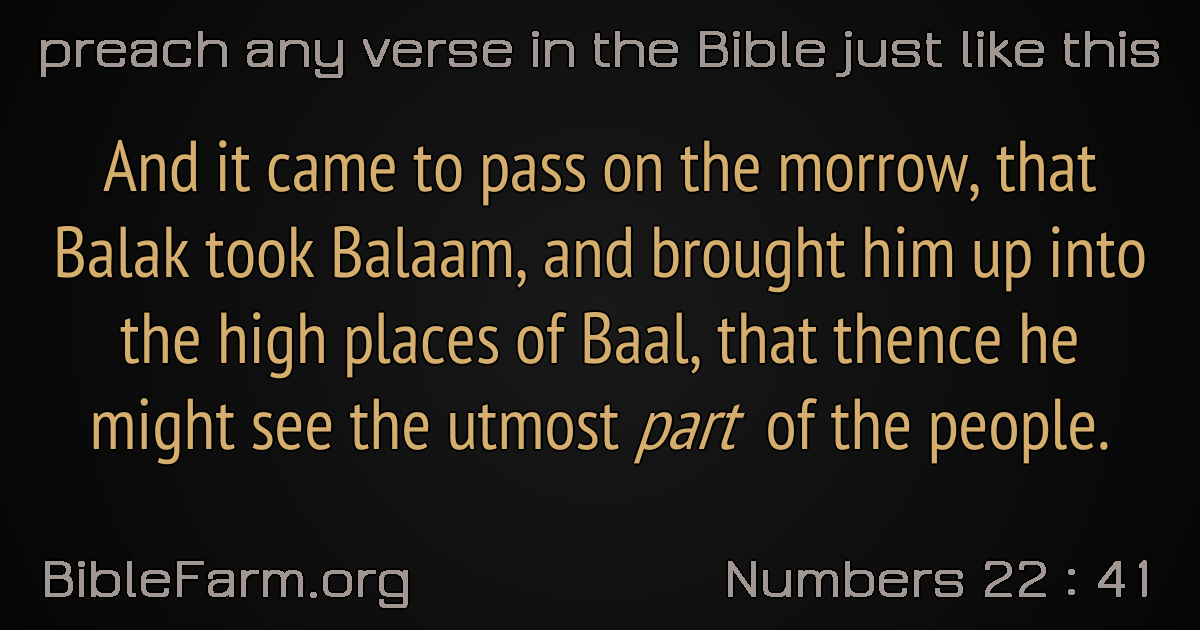 preach any verse in the Bible just like this
And it came to pass on the morrow, that
Balak took Balaam, and brought him up into
the high places of Baal, that thence he
might see the utmost part of the people.
BibleFarm.org
Numbers 22 : 41